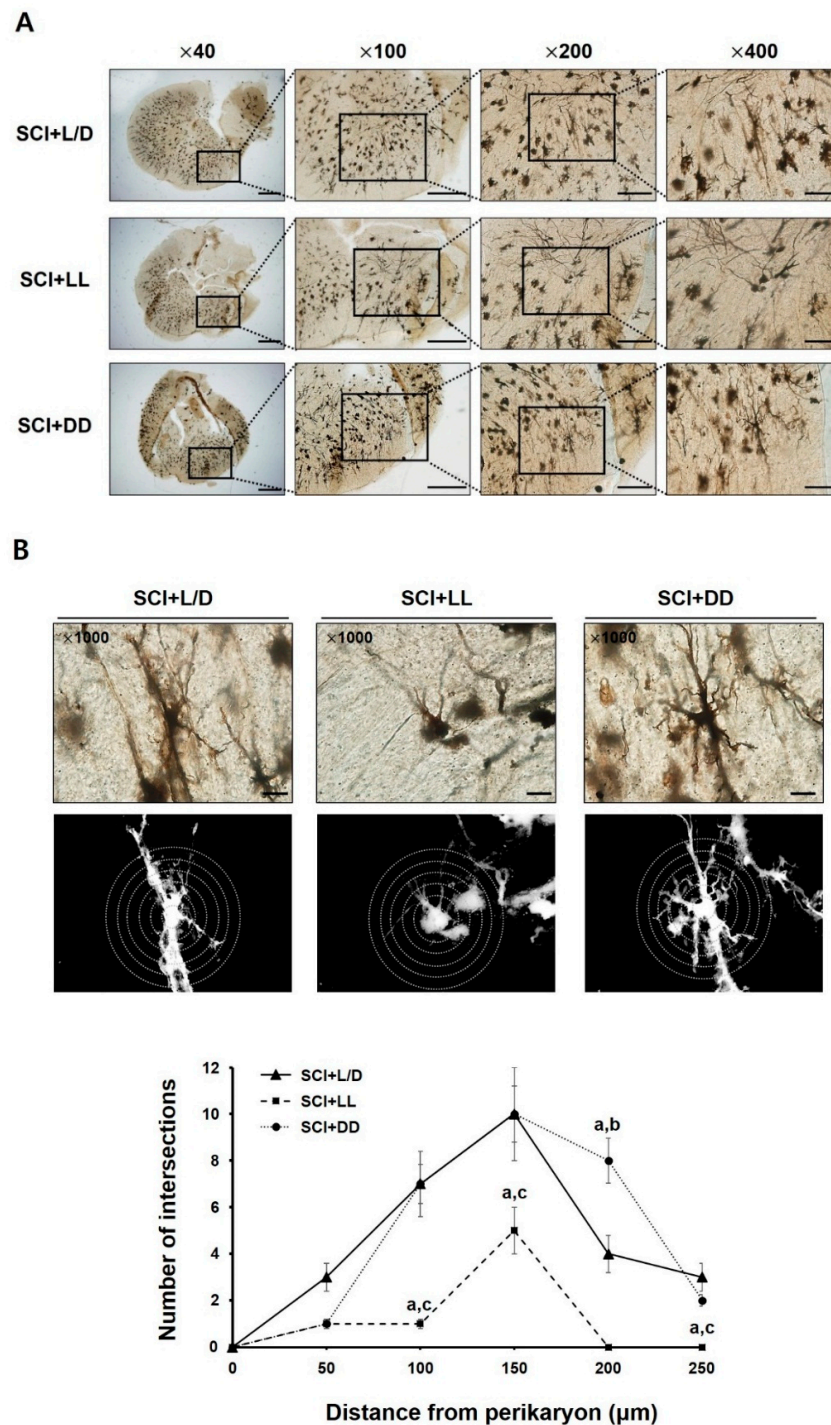 A
×40 ×100 ×200 ×400
SCI+L/D
SCI+LL
SCI+DD
B
SCI+L/D SCI+LL SCI+DD
×1000 ×1000 ×1000
12
10
8
6
4
2
0
Number of intersections
SCI+L/D
SCI+LL
SCI+DD
a,b
a,c
a,c
a,c
0 50 100 150 200 250
Distance from perikaryon (μm)